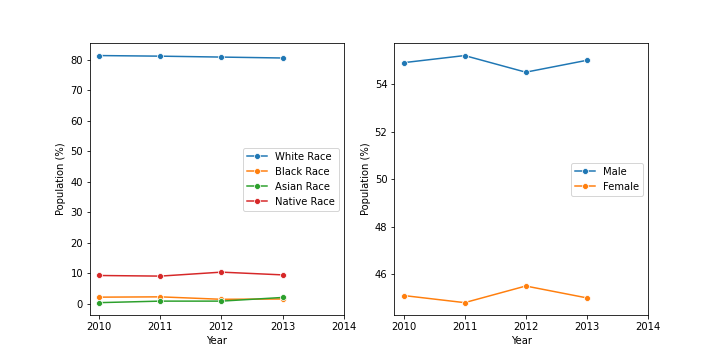 80
70
60
50
40
30
20
10
0
Population (%)
White Race
Black Race
Asian Race
Native Race
2010 2011 2012 2013 2014
Year
54
52
50
48
46
Population (%)
Male
Female
2010 2011 2012 2013 2014
Year